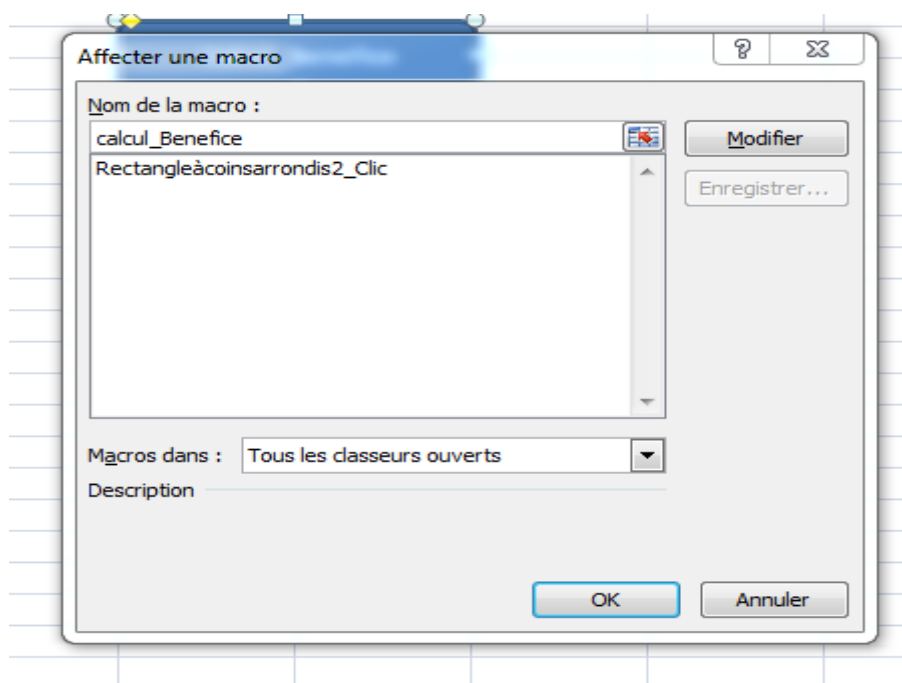 Affecter une macro
Nom de la macro :
calcul_Benefice
Modifier
Rectangleàcoinsarrondis2_Clic
Enregistrer...
Macros dans : Tous les classeurs ouverts
Description
OK
Annuler